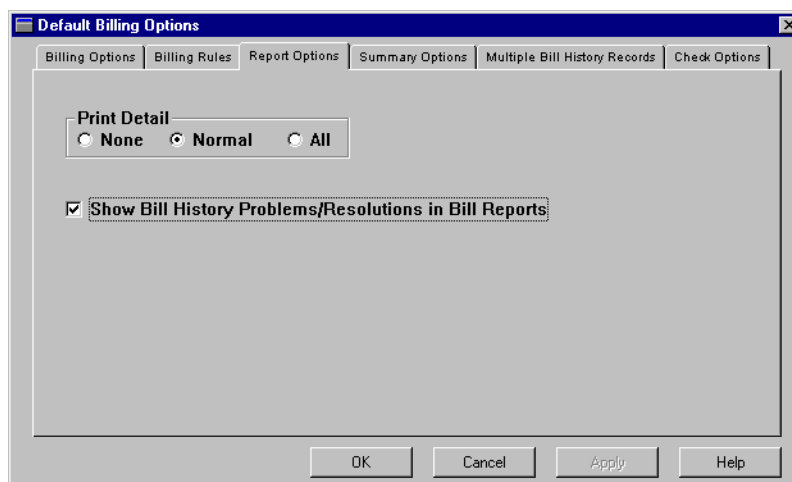 Default Billing Options
Billing Options Billing Rules Report Options Summary Options Multiple Bill History Records Check Options
Print Detail
None Normal All
Show Bill History Problems/Resolutions in Bill Reports
OK Cancel Apply Help